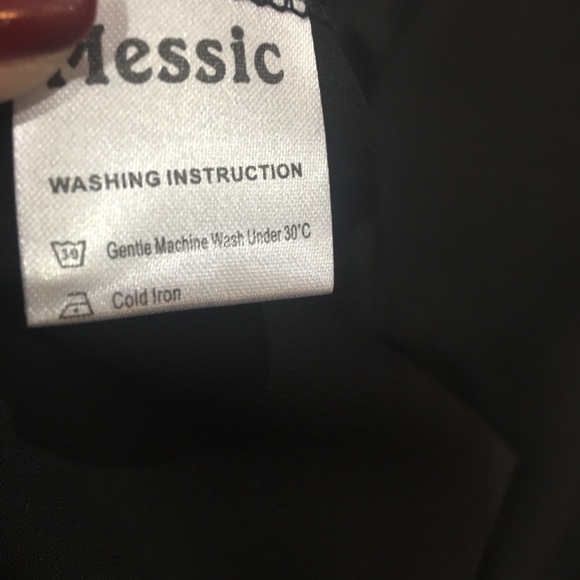 Messic
WASHING INSTRUCTION
30 Gentle Machine Wash Under 30°C
Cold Iron